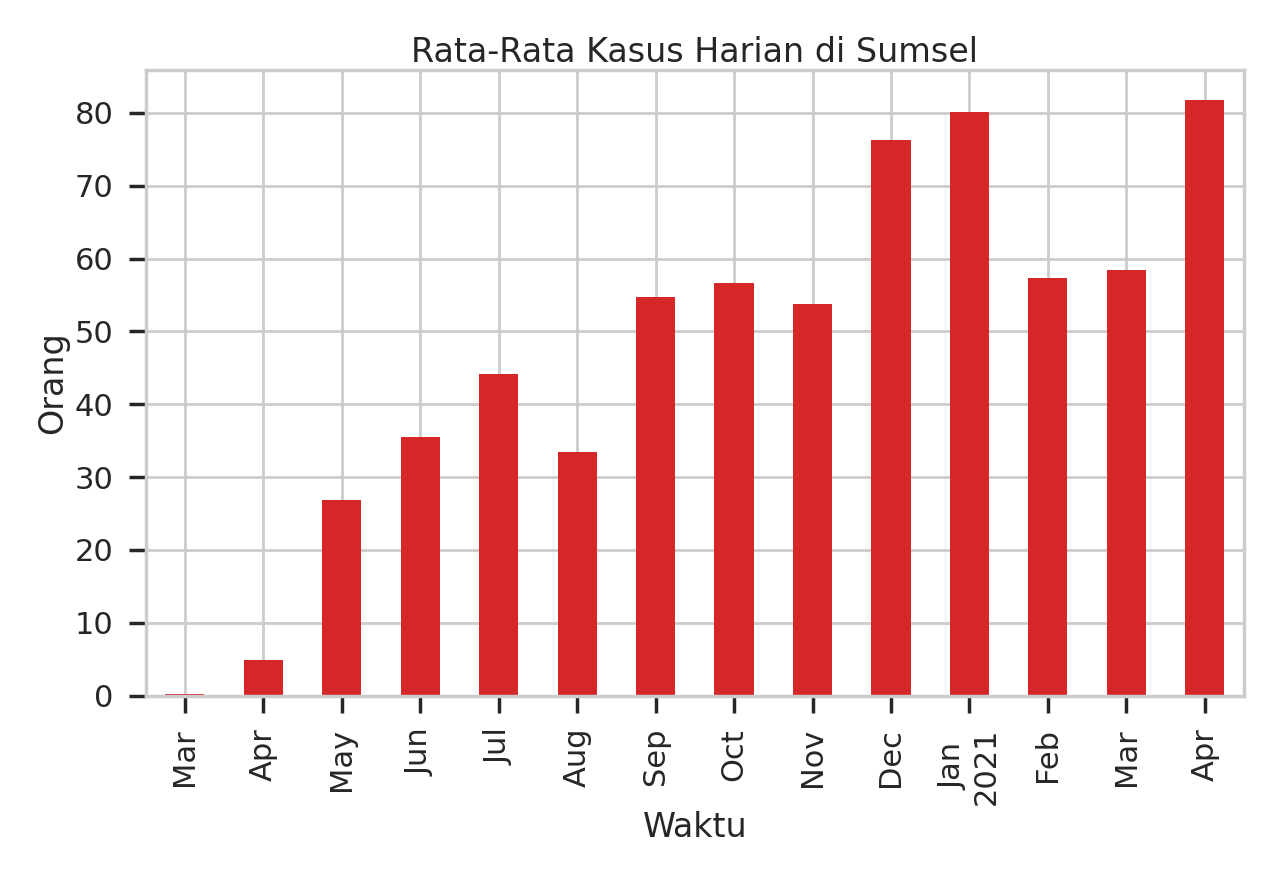 Rata-Rata Kasus Harian di Sumsel
80
70
60
50
40
30
20
10
0
Orang
Mar
Apr
May
Jun
Jul
Aug
Sep
Oct
Nov
Dec
Jan
2021
Feb
Mar
Apr
Waktu